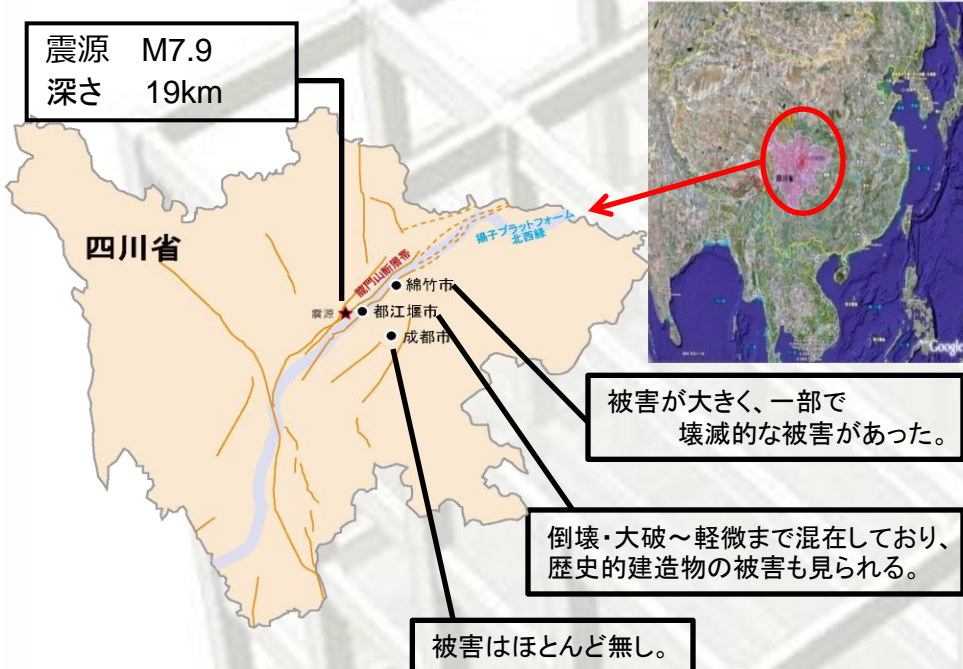 震源　M7.9
深さ　19km
四川省
龍門山断層帯
揚子プラットフォーム
北西縁
綿竹市
震源
都江堰市
成都市
四川省
Google
被害が大きく、一部で
壊滅的な被害があった。
倒壊・大破～軽微まで混在しており、
歴史的建造物の被害も見られる。
被害はほとんど無し。